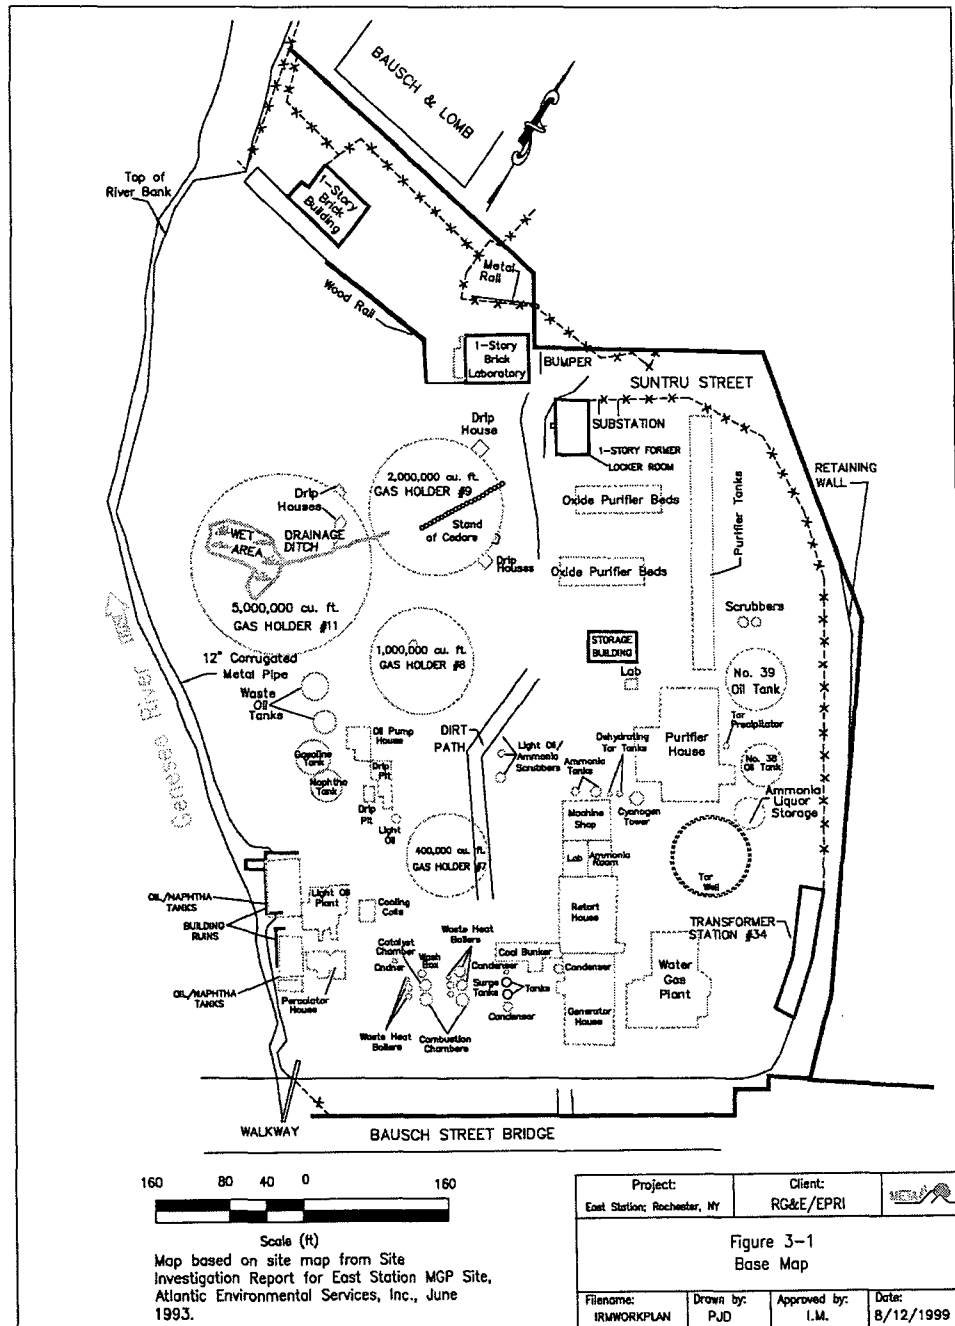 BAUSCH & LOMB
Top of
River Bank
1-Story
Brick
Building
Metal
Rail
Wood Rail
1-Story
Brick
Laboratory
BUMPER
SUNTRU STREET
SUBSTATION
1-STORY FORMER
LOCKER ROOM
RETAINING
WALL
Drip
House
2,000,000 cu. ft.
GAS HOLDER #9
Stand
of Cedars
Drip
Houses
Drip
Houses
DRAINAGE
DITCH
WET
AREA
5,000,000 cu. ft.
GAS HOLDER #11
Oxide Purifier Beds
Oxide Purifier Beds
Purifier Tanks
Scrubbers
Genesee River
1,000,000 cu. ft.
GAS HOLDER #8
STORAGE
BUILDING
Lab
No. 39
Oil Tank
12" Corrugated
Metal Pipe
Waste
Oil
Tanks
Oil Pump
House
DIRT
PATH
Light Oil/
Ammonia
Scrubbers
Dehydrating
Tar Tanks
Ammonia
Tanks
Purifier
House
Tar
Precipitator
No. 38
Oil Tank
Gasoline
Tank
Naphtha
Tank
Drip
Pit
Drip
Pit
Light
Oil
Machine
Shop
Cyanogen
Tower
Ammonia
Liquor
Storage
400,000 cu. ft.
GAS HOLDER #7
Lab
Ammonia
Room
Tar
Well
OIL/NAPHTHA
TANKS
BUILDING
RUINS
Light Oil
Plant
Cooling
Coils
Retort
House
TRANSFORMER
STATION #34
Catalyst
Chamber
Wash
Box
Waste Heat
Boilers
Coal Bunker
Cndner
Condenser
Condenser
Surge
Tanks
Tanks
Condenser
Water
Gas
Plant
OIL/NAPHTHA
TANKS
Percolator
House
Waste Heat
Boilers
Combustion
Chambers
Generator
House
WALKWAY
BAUSCH STREET BRIDGE
160 80 40 0 160
Scale (ft)
Map based on site map from Site
Investigation Report for East Station MGP Site,
Atlantic Environmental Services, Inc., June
1993.
Project:
East Station; Rochester, NY
Client:
RG&E/EPRI
META
Figure 3-1
Base Map
Filename:
IRMWORKPLAN
Drawn by:
PJD
Approved by:
I.M.
Date:
8/12/1999